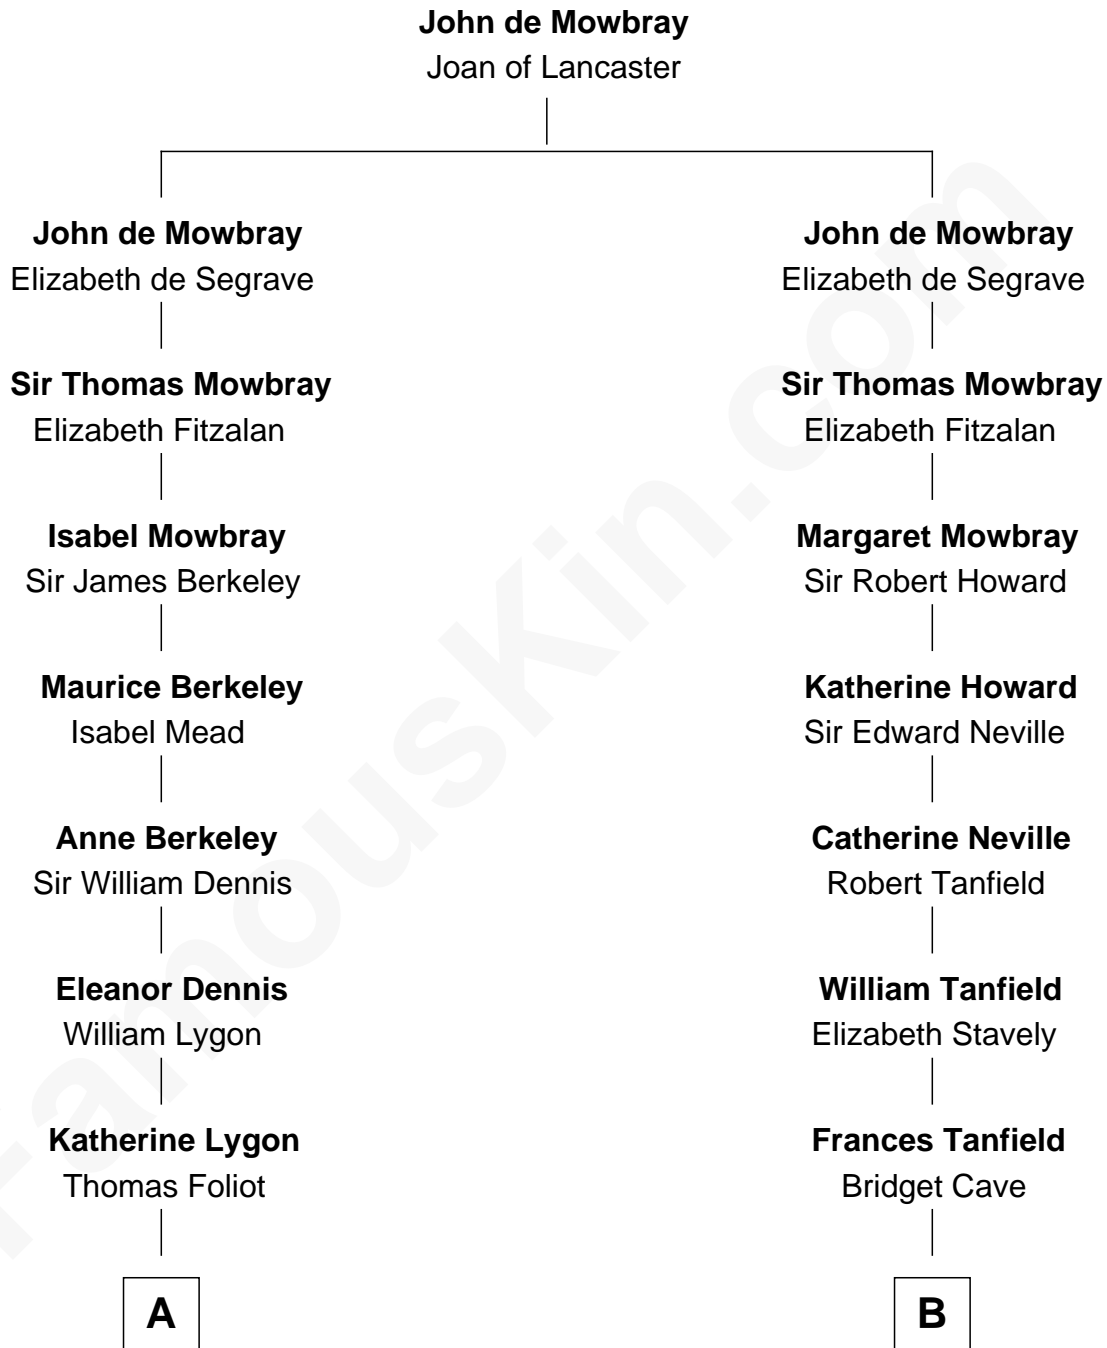 John de Mowbray
Joan of Lancaster
John de Mowbray
Elizabeth de Segrave
John de Mowbray
Elizabeth de Segrave
Sir Thomas Mowbray
Elizabeth Fitzalan
Sir Thomas Mowbray
Elizabeth Fitzalan
Isabel Mowbray
Sir James Berkeley
Margaret Mowbray
Sir Robert Howard
Maurice Berkeley
Isabel Mead
Katherine Howard
Sir Edward Neville
Anne Berkeley
Sir William Dennis
Catherine Neville
Robert Tanfield
Eleanor Dennis
William Lygon
William Tanfield
Elizabeth Stavely
Katherine Lygon
Thomas Foliot
Frances Tanfield
Bridget Cave
A
B
FamousKin.com